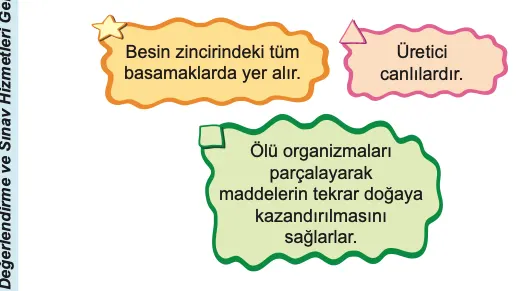 Besin zincirindeki tüm
basamaklarda yer alır.
Üretici
canlılardır.
Ölü organizmaları
parçalayarak
maddelerin tekrar doğaya
kazandırılmasını
sağlarlar.
Değerlendirme ve Sınav Hizmetleri